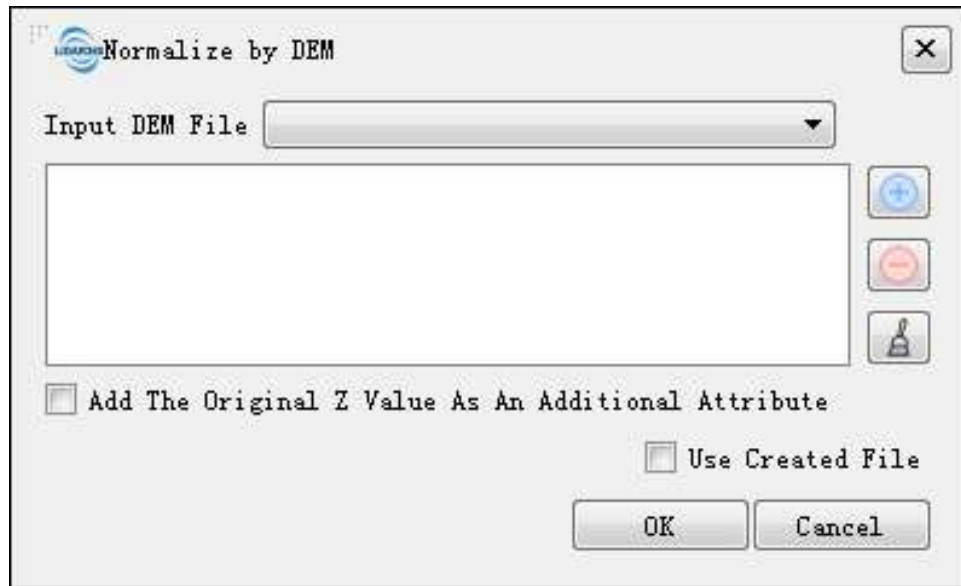 Normalize by DEM
Input DEM File
Add The Original Z Value As An Additional Attribute
Use Created File
OK Cancel